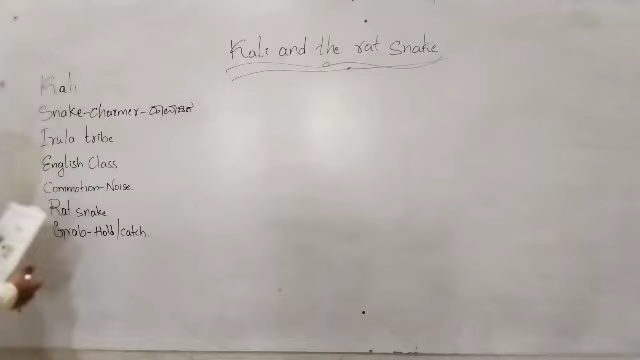 Kali and the rat snake
Kali
Snake-charmer-
Irula tribe
English Class
Commotion-Noise.
Rat snake
Grab-Hold/catch.